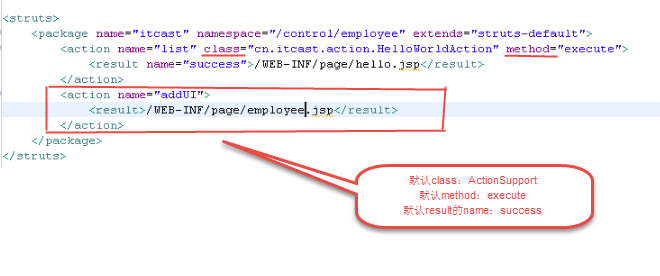 <struts>
<package name="itcast" namespace="/control/employee" extends="struts-default">
<action name="list" class="cn.itcast.action.HelloWorldAction" method="execute">
<result name="success">/WEB-INF/page/hello.jsp</result>
</action>
<action name="addUI">
<result>/WEB-INF/page/employee.jsp</result>
</action>
</package>
</struts>
默认class：ActionSupport
默认method：execute
默认result的name：success